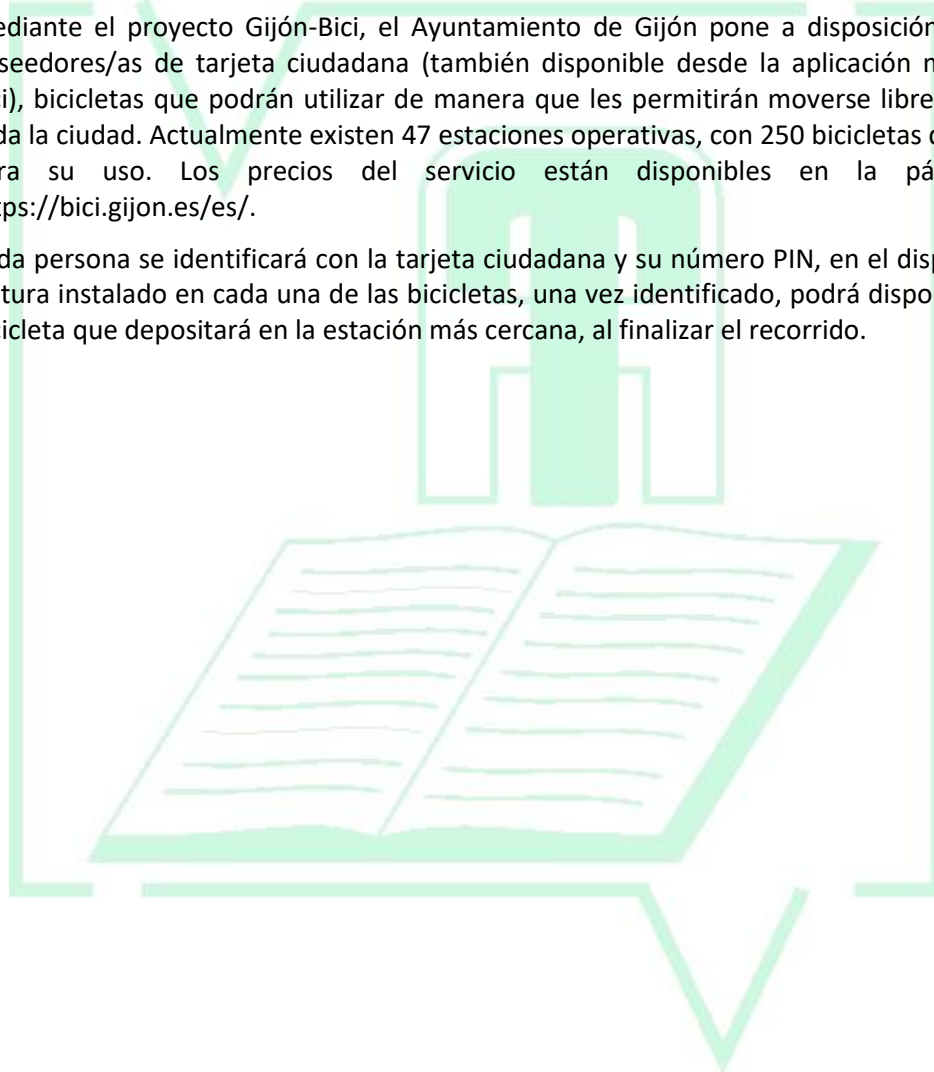 ediante el proyecto Gijón-Bici, el Ayuntamiento de Gijón pone a disposición
seedores/as de tarjeta ciudadana (también disponible desde la aplicación
ci), bicicletas que podrán utilizar de manera que les permitirán moverse libre
da la ciudad. Actualmente existen 47 estaciones operativas, con 250 bicicletas
ra su uso. Los precios del servicio están disponibles en la pá
tps://bici.gijon.es/es/.
da persona se identificará con la tarjeta ciudadana y su número PIN, en el disp
tura instalado en cada una de las bicicletas, una vez identificado, podrá dispo
icleta que depositará en la estación más cercana, al finalizar el recorrido.